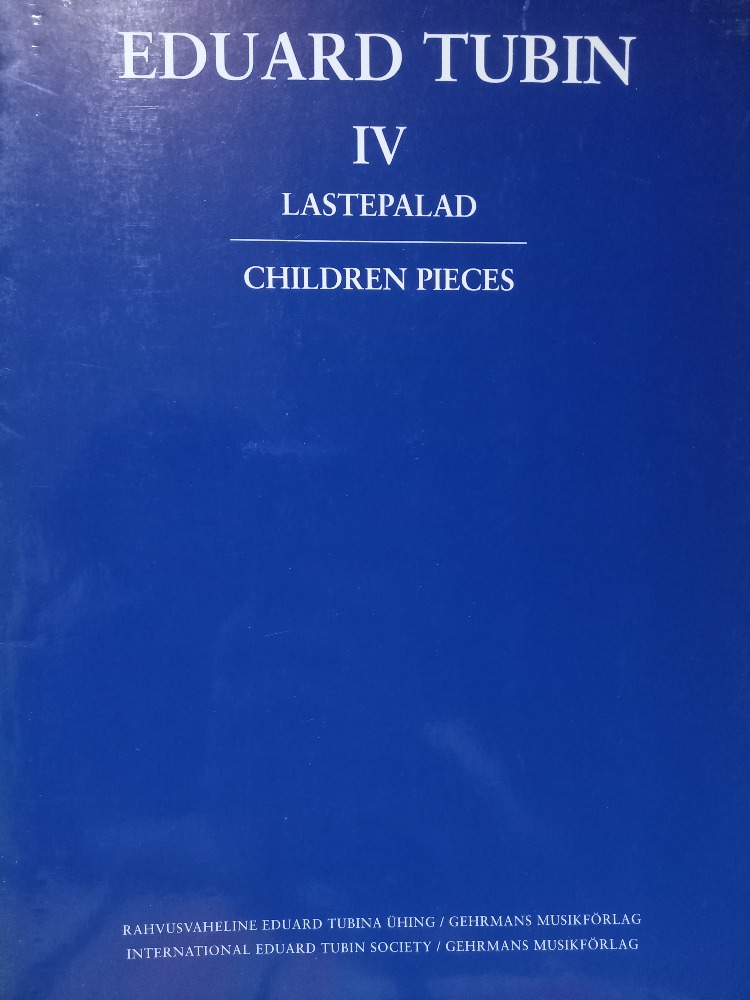 EDUARD TUBIN
IV
LASTEPALAD
CHILDREN PIECES
RAHVUSVAHELINE EDUARD TUBINA ÜHING / GEHRMANS MUSIKFÖRLAG
INTERNATIONAL EDUARD TUBIN SOCIETY / GEHRMANS MUSIKFÖRLAG